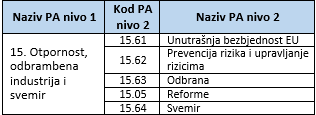 Naziv PA nivo 1
Kod PA
nivo 2
Naziv PA nivo 2
15. Otpornost,
odbrambena
industrija i
svemir
15.61
Unutrašnja bezbjednost EU
15.62
Prevencija rizika i upravljanje
rizicima
15.63
Odbrana
15.05
Reforme
15.64
Svemir